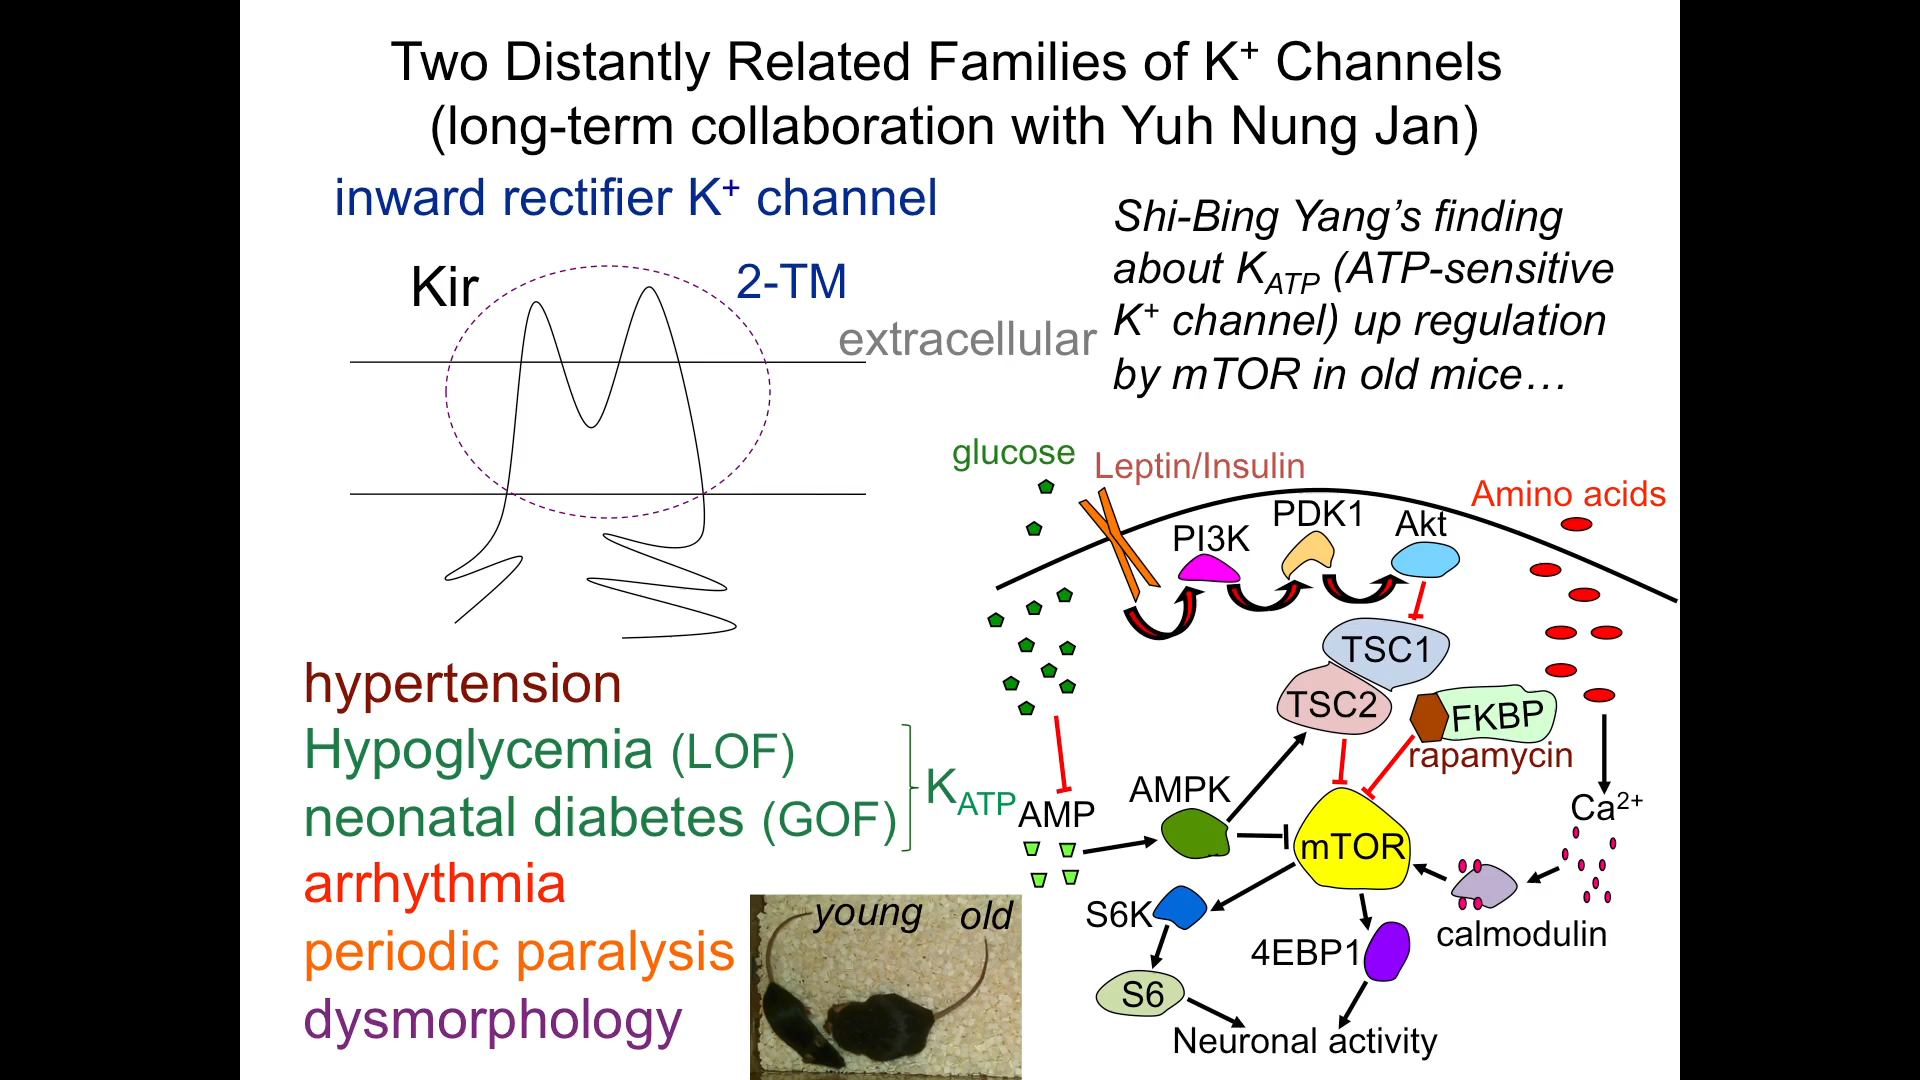 Two Distantly Related Families of K+ Channels
(long-term collaboration with Yuh Nung Jan)
inward rectifier K+ channel
Kir
2-TM
extracellular
Shi-Bing Yang’s finding
about KATP (ATP-sensitive
K+ channel) up regulation
by mTOR in old mice…
hypertension
Hypoglycemia (LOF)
neonatal diabetes (GOF)
KATP
arrhythmia
periodic paralysis
dysmorphology
young
old
glucose
Leptin/Insulin
Amino acids
PI3K
PDK1
Akt
TSC1
TSC2
FKBP
rapamycin
AMP
AMPK
mTOR
Ca2+
calmodulin
S6K
4EBP1
S6
Neuronal activity